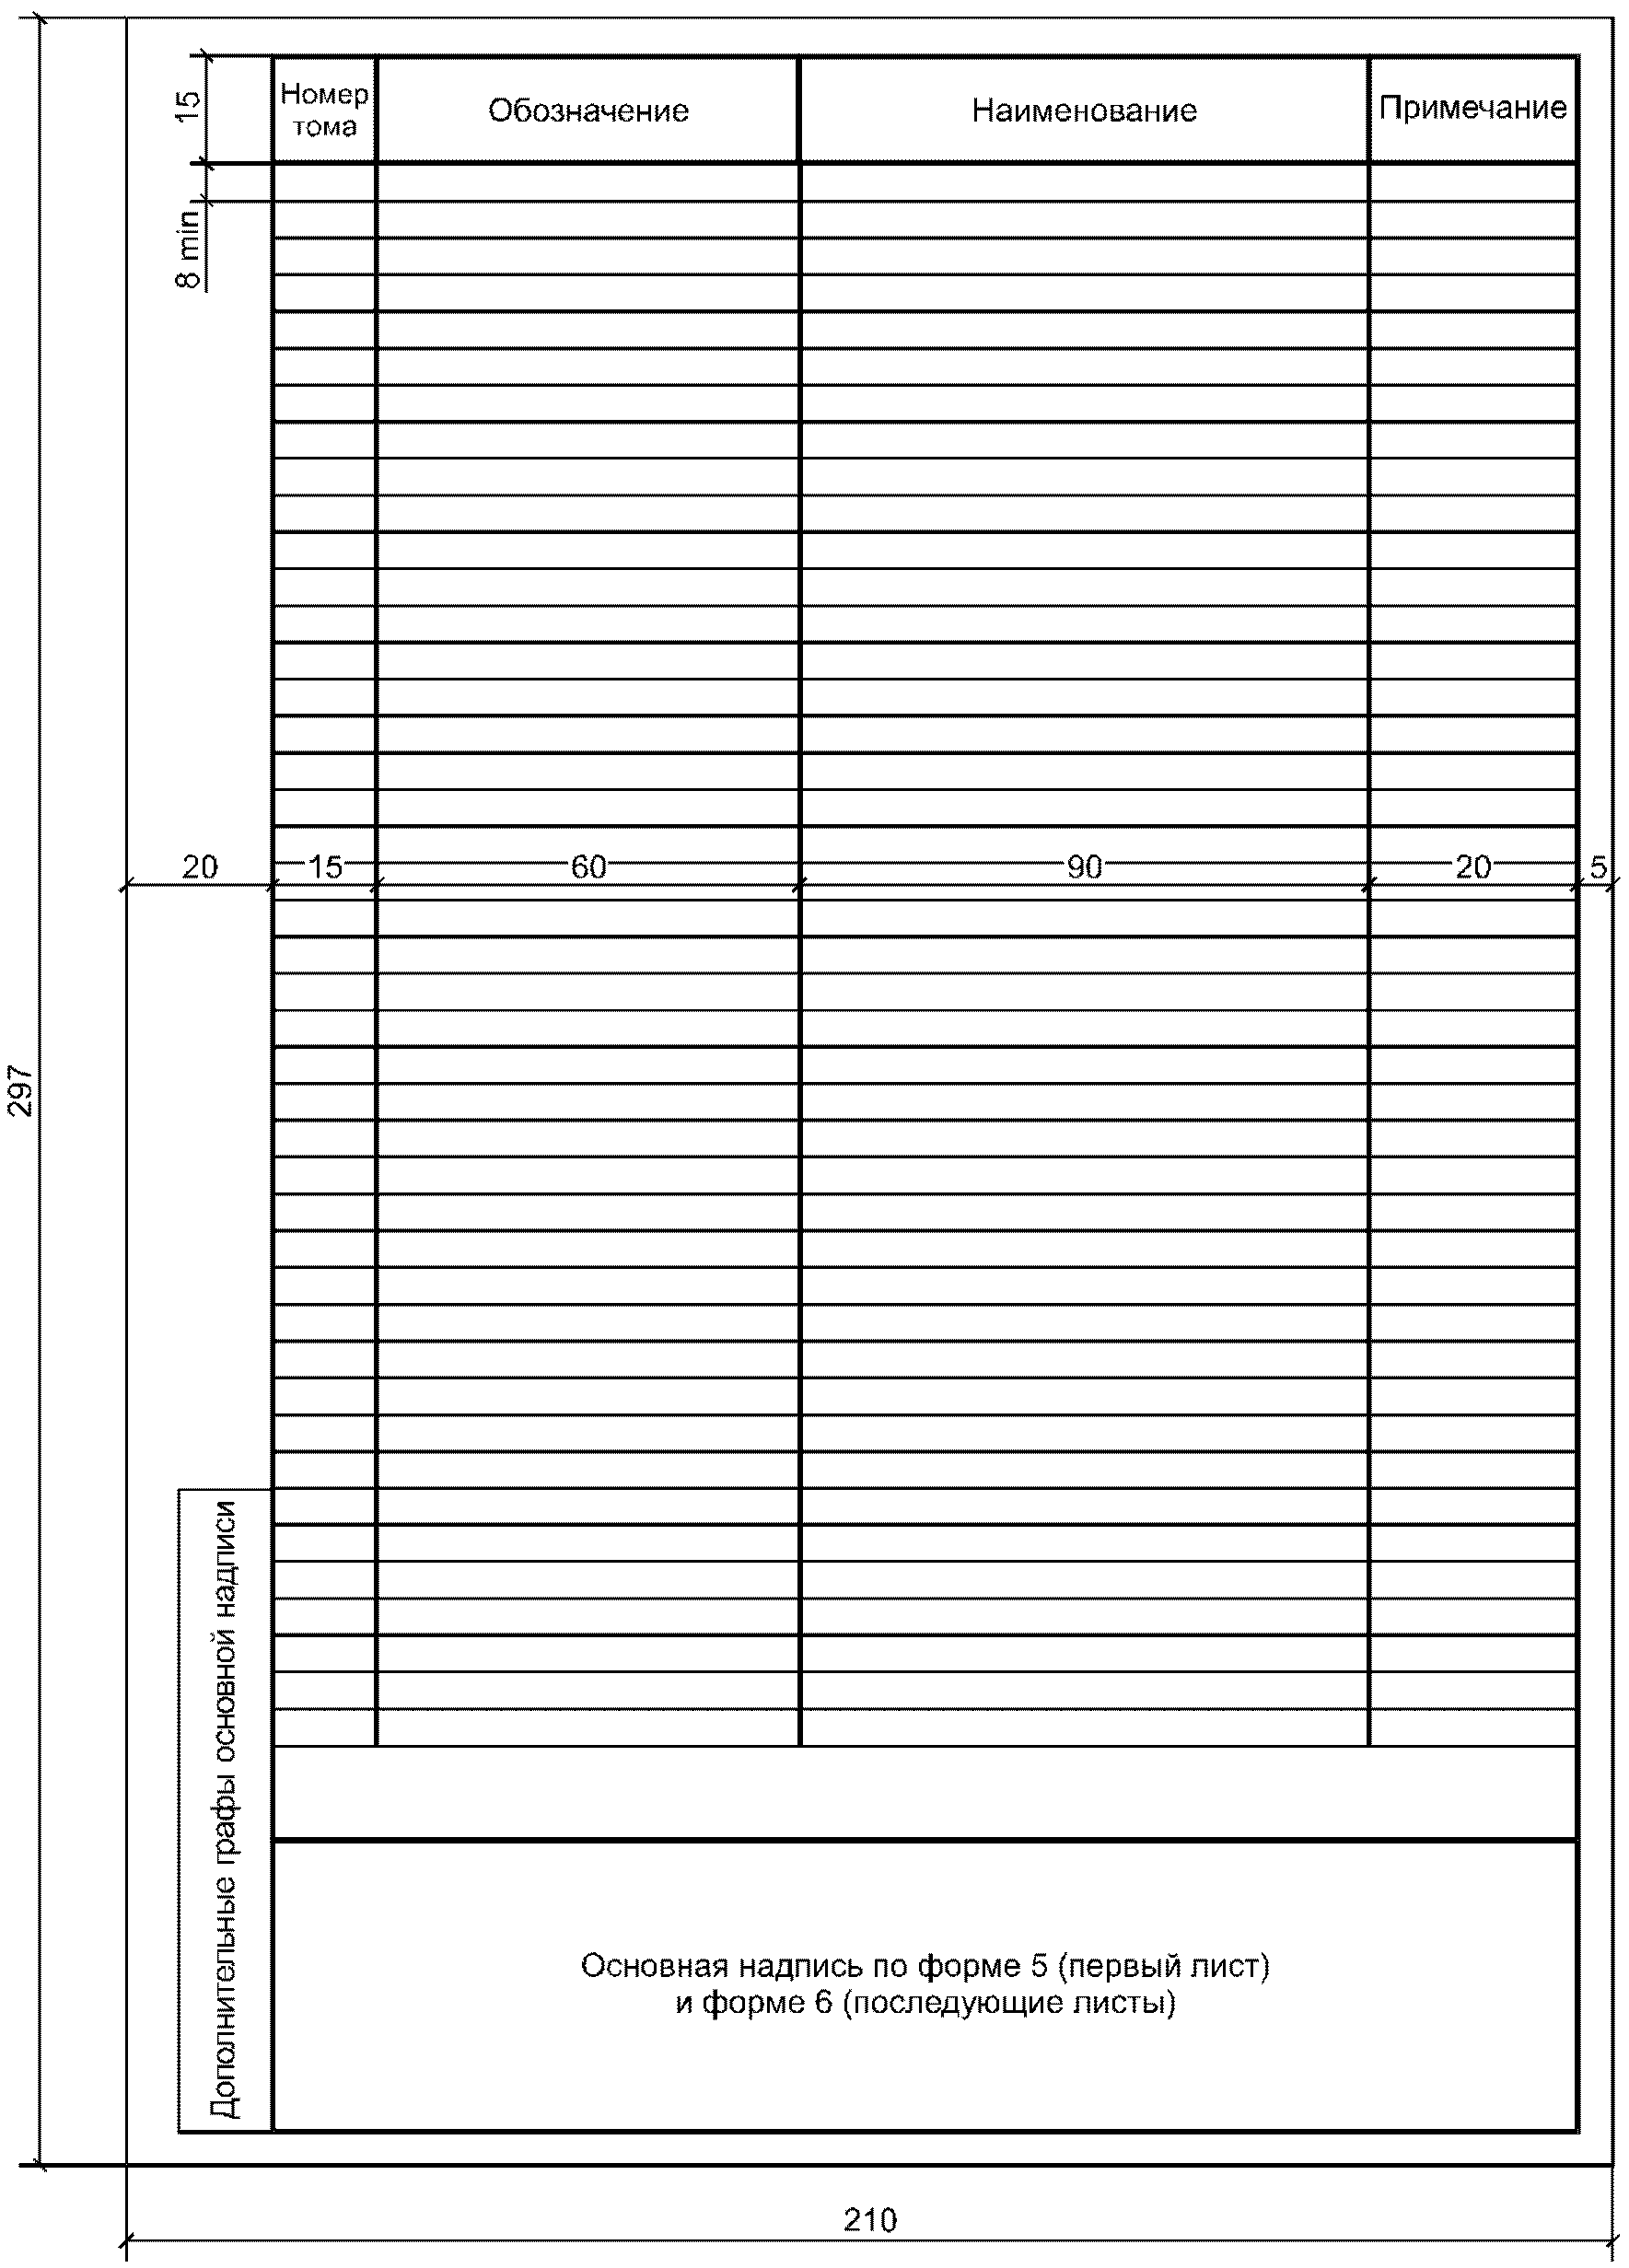 15
Номер
тома
Обозначение
Наименование
Примечание
8 min
20
15
60
90
20
5
297
Дополнительные графы основной надписи
Основная надпись по форме 5 (первый лист)
и форме 6 (последующие листы)
210